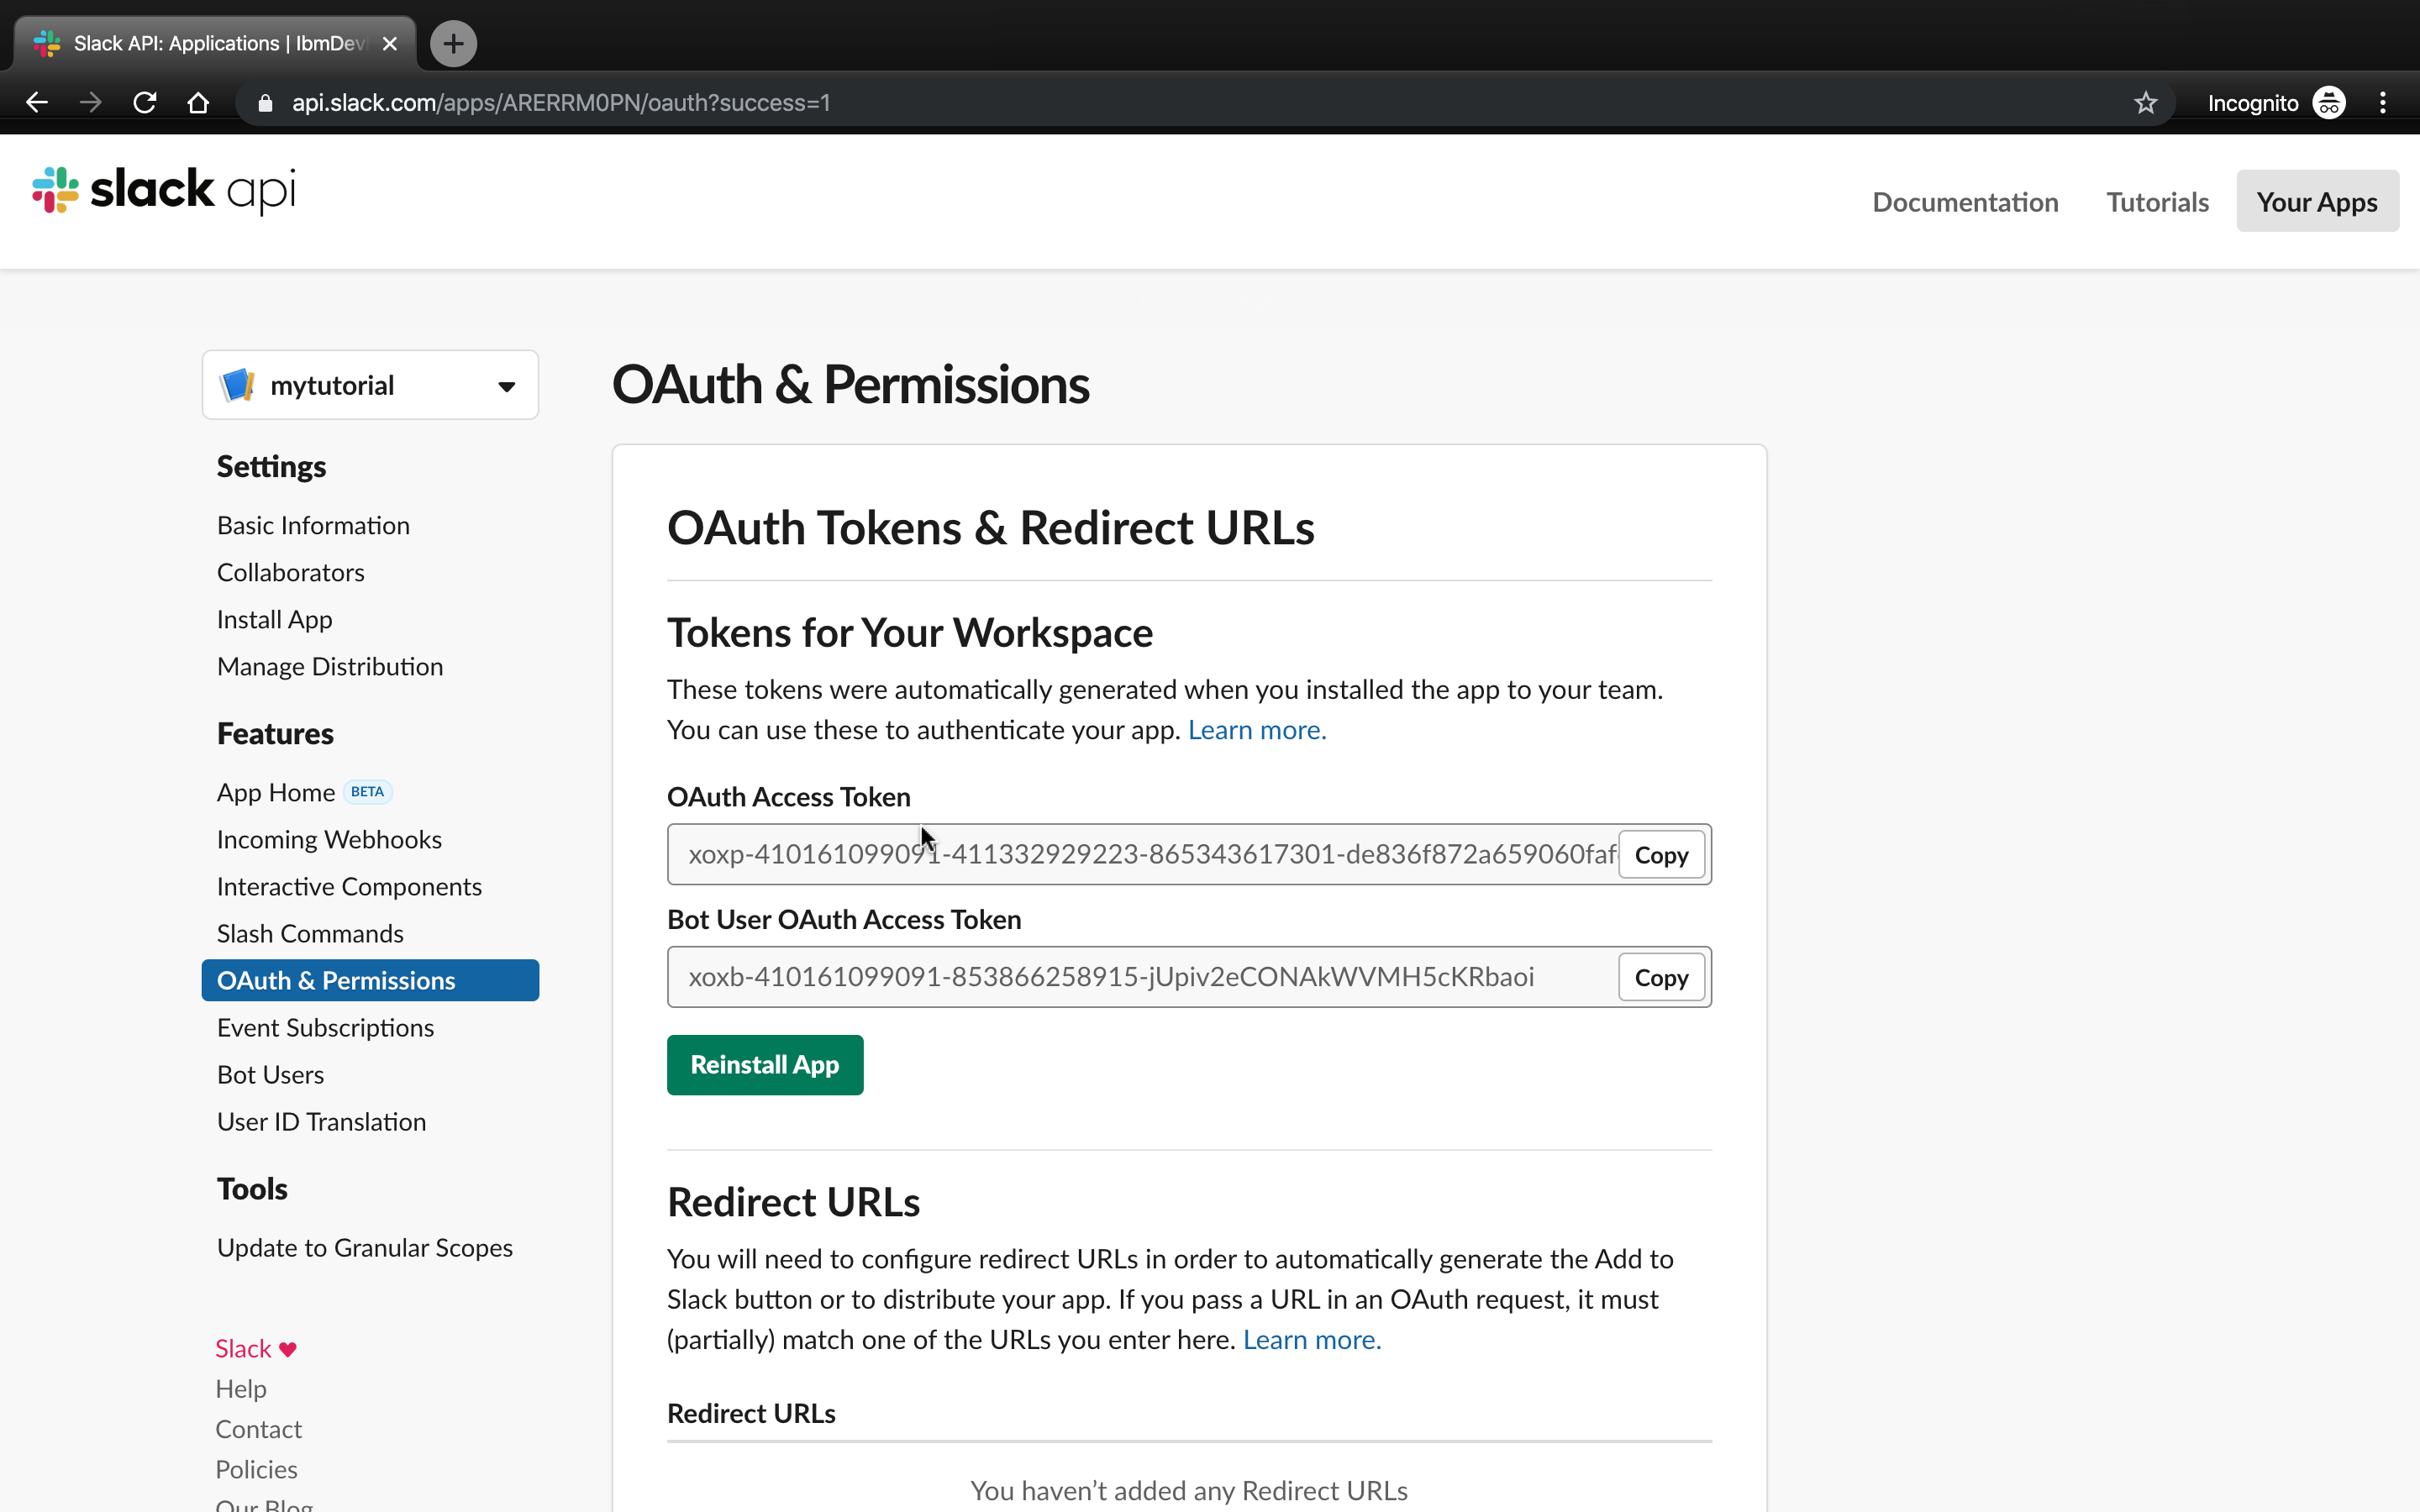 Slack API: Applications | IbmDev
api.slack.com/apps/ARERRM0PN/oauth?success=1
Incognito
slack api
Documentation
Tutorials
Your Apps
mytutorial
Settings
Basic Information
Collaborators
Install App
Manage Distribution
Features
App Home BETA
Incoming Webhooks
Interactive Components
Slash Commands
OAuth & Permissions
Event Subscriptions
Bot Users
User ID Translation
Tools
Update to Granular Scopes
Slack ♥
Help
Contact
Policies
Our Blog
OAuth & Permissions
OAuth Tokens & Redirect URLs
Tokens for Your Workspace
These tokens were automatically generated when you installed the app to your team.
You can use these to authenticate your app. Learn more.
OAuth Access Token
xoxp-410161099091-411332929223-865343617301-de836f872a659060faf
Copy
Bot User OAuth Access Token
xoxb-410161099091-853866258915-jUpiv2eCONAkWVMH5cKRbaoi
Copy
Reinstall App
Redirect URLs
You will need to configure redirect URLs in order to automatically generate the Add to
Slack button or to distribute your app. If you pass a URL in an OAuth request, it must
(partially) match one of the URLs you enter here. Learn more.
Redirect URLs
You haven't added any Redirect URLs